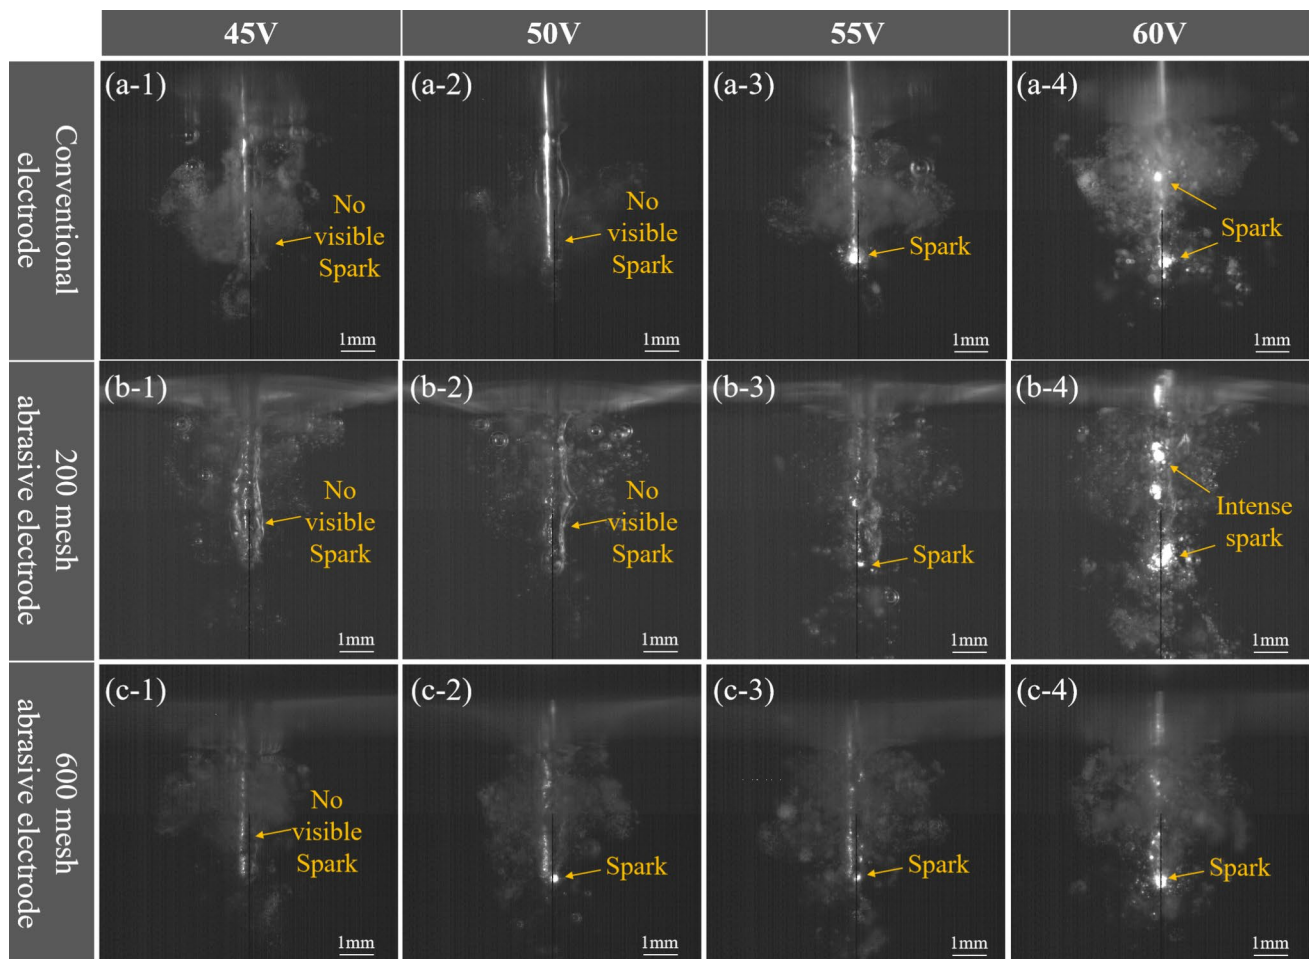 45V
50V
55V
60V
Conventional
electrode
(a-1)
No
visible
Spark
1mm
(a-2)
No
visible
Spark
1mm
(a-3)
Spark
1mm
(a-4)
Spark
1mm
200 mesh
abrasive electrode
(b-1)
No
visible
Spark
1mm
(b-2)
No
visible
Spark
1mm
(b-3)
Spark
1mm
(b-4)
Intense
spark
1mm
600 mesh
abrasive electrode
(c-1)
No
visible
Spark
1mm
(c-2)
Spark
1mm
(c-3)
Spark
1mm
(c-4)
Spark
1mm